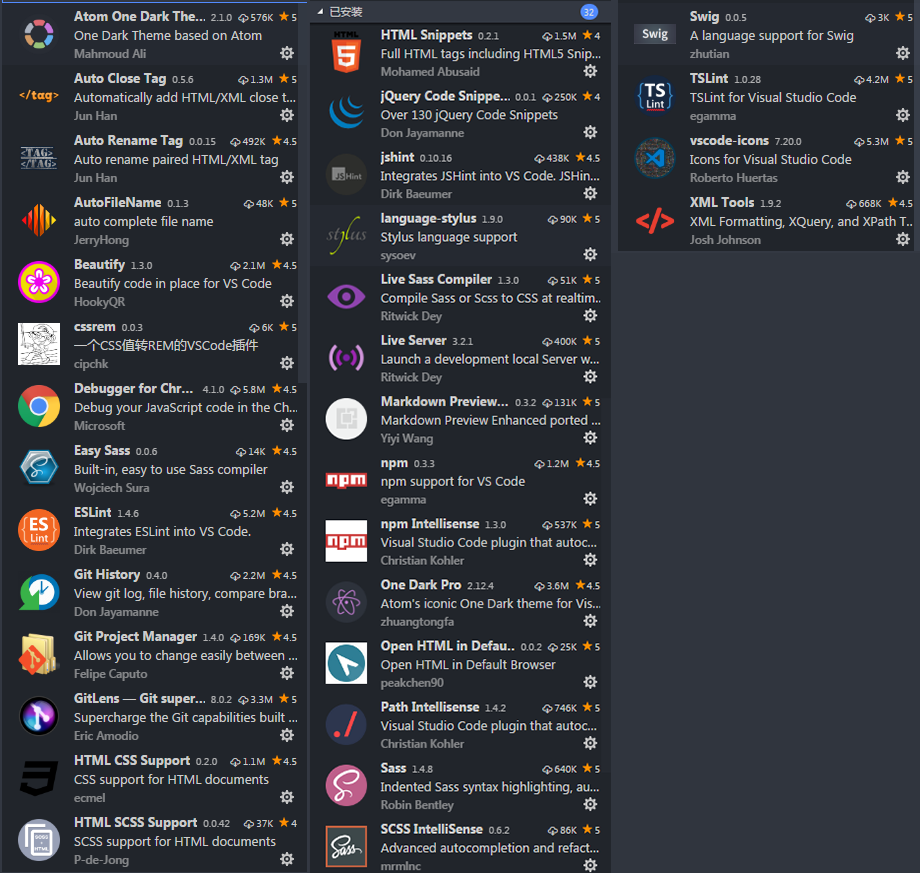 Atom One Dark The... 2.1.0 576K 5
One Dark Theme based on Atom
Mahmoud Ali
</tag>
Auto Close Tag 0.5.6 1.3M 5
Automatically add HTML/XML close t...
Jun Han
<TAG>
</TAG>
Auto Rename Tag 0.0.15 492K 4.5
Auto rename paired HTML/XML tag
Jun Han
AutoFileName 0.1.3 48K 5
auto complete file name
JerryHong
Beautify 1.3.0 2.1M 4.5
Beautify code in place for VS Code
HookyQR
cssrem 0.0.3 6K 5
一个CSS值转REM的VSCode插件
cipchk
Debugger for Chr... 4.1.0 5.8M 4.5
Debug your JavaScript code in the Ch...
Microsoft
Easy Sass 0.0.6 14K 4.5
Built-in, easy to use Sass compiler
Wojciech Sura
ES
Lint
ESLint 1.4.6 5.2M 4.5
Integrates ESLint into VS Code.
Dirk Baeumer
Git History 0.4.0 2.2M 4.5
View git log, file history, compare bra...
Don Jayamanne
Git Project Manager 1.4.0 169K 4.5
Allows you to change easily between ...
Felipe Caputo
GitLens — Git super... 8.0.2 3.3M 5
Supercharge the Git capabilities built ...
Eric Amodio
HTML CSS Support 0.2.0 1.1M 4.5
CSS support for HTML documents
ecmel
HTML SCSS Support 0.0.42 37K 4
SCSS support for HTML documents
P-de-Jong
已安装 32
HTML
5
HTML Snippets 0.2.1 1.5M 4
Full HTML tags including HTML5 Snip...
Mohamed Abusaid
jQuery Code Snippe... 0.0.1 250K 4
Over 130 jQuery Code Snippets
Don Jayamanne
JSHint
jshint 0.10.16 438K 4.5
Integrates JSHint into VS Code. JSHin...
Dirk Baeumer
stylus
language-stylus 1.9.0 90K 5
Stylus language support
sysoev
Live Sass Compiler 1.3.0 51K 5
Compile Sass or Scss to CSS at realtim...
Ritwick Dey
Live Server 3.2.1 400K 5
Launch a development local Server w...
Ritwick Dey
Markdown Preview... 0.3.2 131K 5
Markdown Preview Enhanced ported ...
Yiyi Wang
npm
npm 0.3.3 1.2M 4.5
npm support for VS Code
egamma
npm
npm Intellisense 1.3.0 537K 5
Visual Studio Code plugin that autoc...
Christian Kohler
One Dark Pro 2.12.4 3.6M 4.5
Atom's iconic One Dark theme for Vis...
zhuangtongfa
Open HTML in Defau.. 0.0.2 25K 5
Open HTML in Default Browser
peakchen90
./
Path Intellisense 1.4.2 746K 5
Visual Studio Code plugin that autoc...
Christian Kohler
Sass 1.4.8 640K 5
Indented Sass syntax highlighting, au...
Robin Bentley
Sass
SCSS IntelliSense 0.6.2 86K 5
Advanced autocompletion and refact...
mrmlnc
Swig
Swig 0.0.5 3K 5
A language support for Swig
zhutian
TS
Lint
TSLint 1.0.28 4.2M 5
TSLint for Visual Studio Code
egamma
vscode-icons 7.20.0 5.3M 5
Icons for Visual Studio Code
Roberto Huertas
</>
XML Tools 1.9.2 668K 4.5
XML Formatting, XQuery, and XPath T...
Josh Johnson